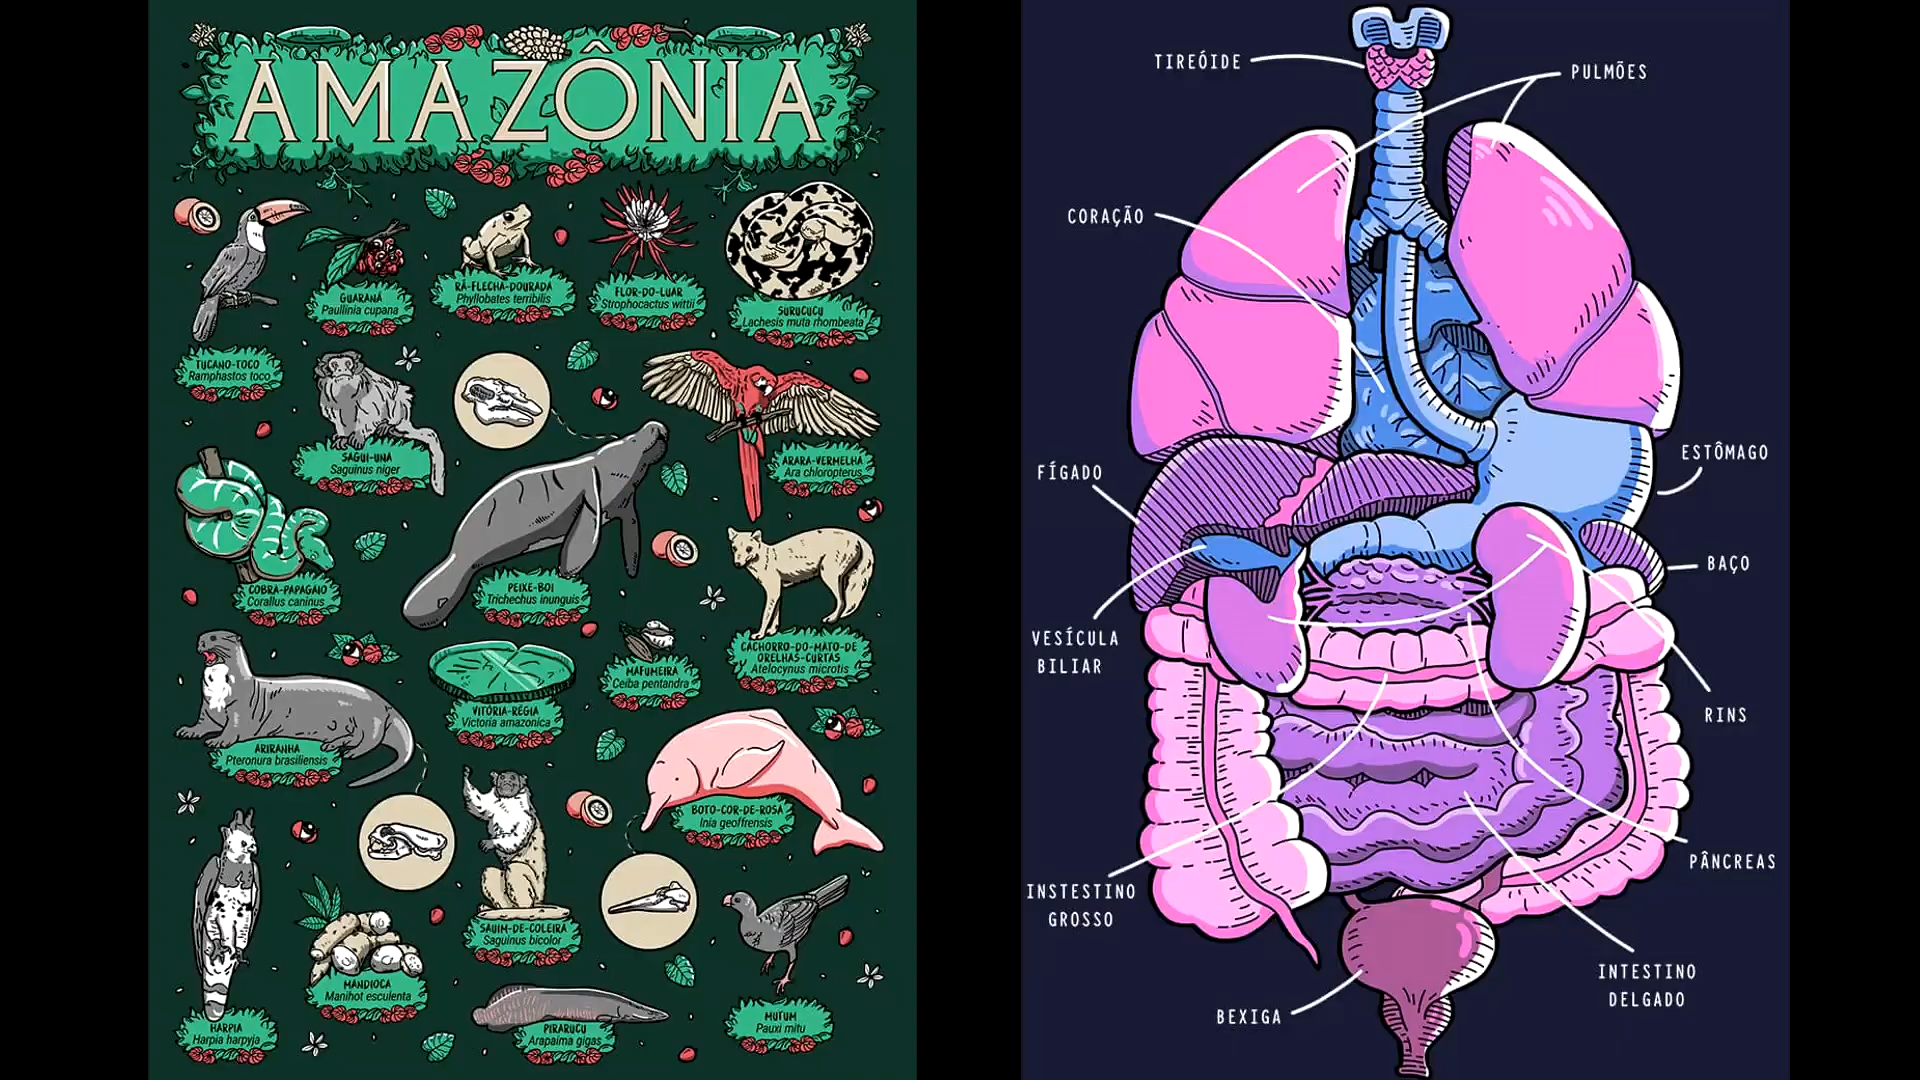 AMAZÔNIA
TUCANO-TOCO
Ramphastos toco
GUARANÁ
Paullinia cupana
RÃ-FLECHA-DOURADA
Phyllobates terribilis
FLOR-DO-LUAR
Strophocactus wittii
SURUCUCU
Lachesis muta rhombeata
SAGUI-UNA
Saguinus niger
ARARA-VERMELHA
Ara chloropterus
COBRA-PAPAGAIO
Corallus caninus
PEIXE-BOI
Trichechus inunguis
CACHORRO-DO-MATO-DE
ORELHAS-CURTAS
Atelocynus microtis
MAFUMEIRA
Ceiba pentandra
VITÓRIA-RÉGIA
Victoria amazonica
ARIRANHA
Pteronura brasiliensis
BOTO-COR-DE-ROSA
Inia geoffrensis
SAUIM-DE-COLEIRA
Saguinus bicolor
MANDIOCA
Manihot esculenta
HARPIA
Harpia harpyja
PIRARUCU
Arapaima gigas
MUTUM
Pauxi mitu
TIREÓIDE
PULMÕES
CORAÇÃO
ESTÔMAGO
FÍGADO
BAÇO
VESÍCULA
BILIAR
RINS
PÂNCREAS
INSTESTINO
GROSSO
INTESTINO
DELGADO
BEXIGA